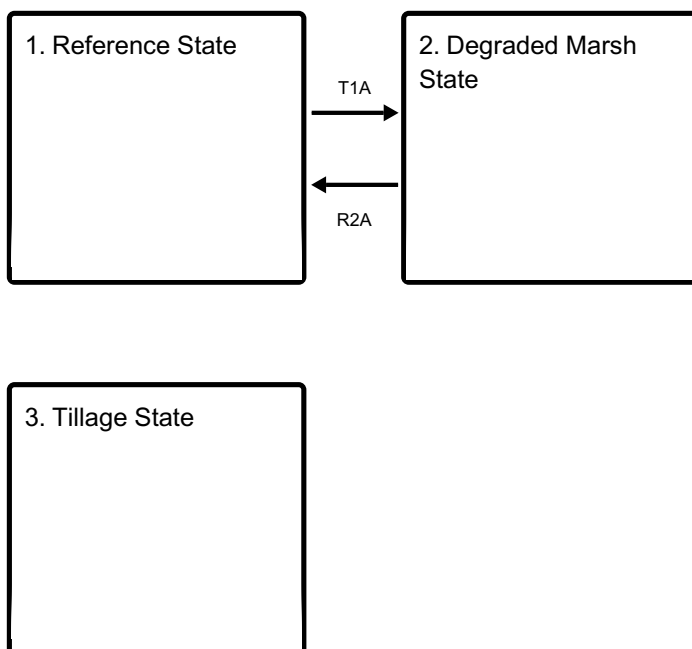 1. Reference State
2. Degraded Marsh
State
T1A
R2A
3. Tillage State